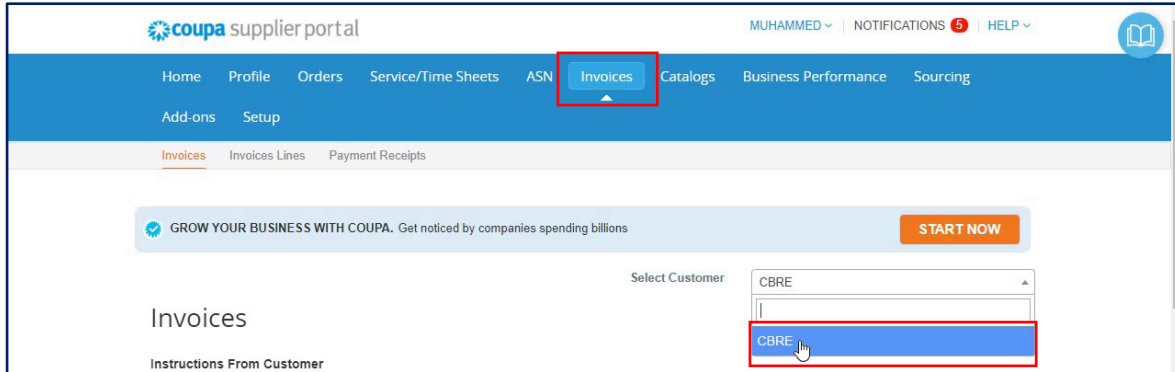 coupa supplier portal
MUHAMMED NOTIFICATIONS 5 HELP
Home Profile Orders Service/Time Sheets ASN Invoices Catalogs Business Performance Sourcing
Add-ons Setup
Invoices Invoices Lines Payment Receipts
GROW YOUR BUSINESS WITH COUPA. Get noticed by companies spending billions START NOW
Select Customer CBRE
Invoices
CBRE
Instructions From Customer